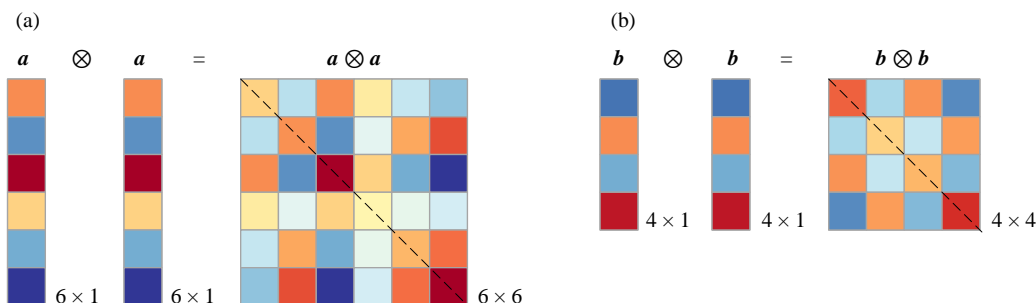 (a)
a ⊗ a = a ⊗ a
6 × 1 6 × 1 6 × 6
(b)
b ⊗ b = b ⊗ b
4 × 1 4 × 1 4 × 4